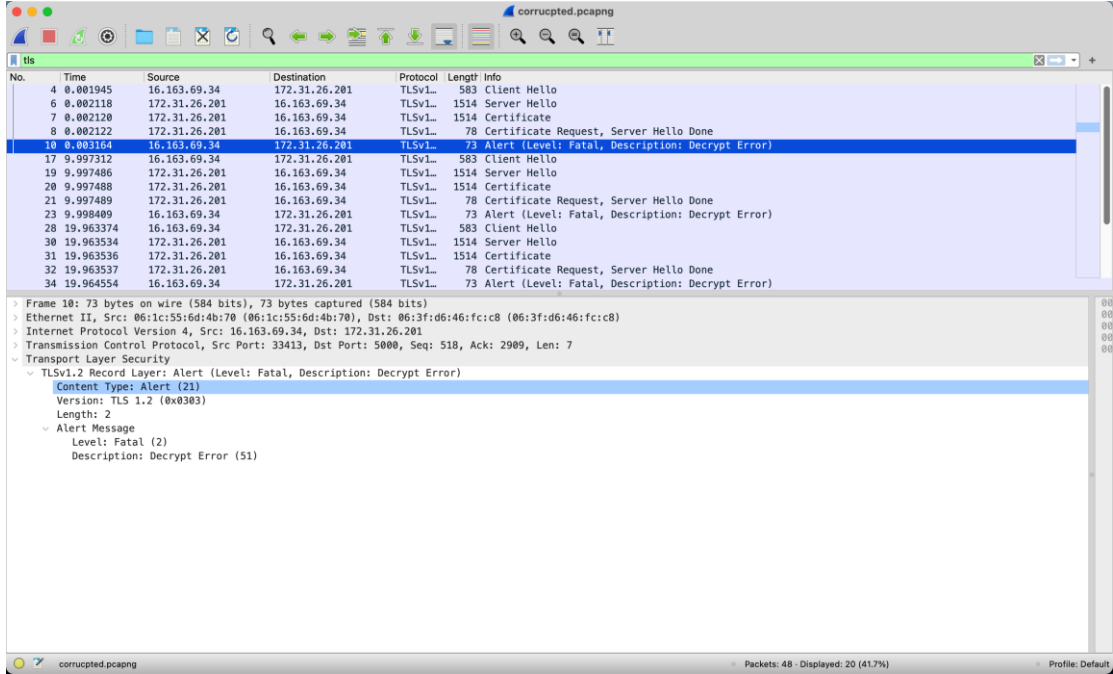 corrucpted.pcapng
tls
+
No. Time Source Destination Protocol Length Info
4 0.001945 16.163.69.34 172.31.26.201 TLSv1… 583 Client Hello
6 0.002118 172.31.26.201 16.163.69.34 TLSv1… 1514 Server Hello
7 0.002120 172.31.26.201 16.163.69.34 TLSv1… 1514 Certificate
8 0.002122 172.31.26.201 16.163.69.34 TLSv1… 78 Certificate Request, Server Hello Done
10 0.003164 16.163.69.34 172.31.26.201 TLSv1… 73 Alert (Level: Fatal, Description: Decrypt Error)
17 9.997312 16.163.69.34 172.31.26.201 TLSv1… 583 Client Hello
19 9.997486 172.31.26.201 16.163.69.34 TLSv1… 1514 Server Hello
20 9.997488 172.31.26.201 16.163.69.34 TLSv1… 1514 Certificate
21 9.997489 172.31.26.201 16.163.69.34 TLSv1… 78 Certificate Request, Server Hello Done
23 9.998409 16.163.69.34 172.31.26.201 TLSv1… 73 Alert (Level: Fatal, Description: Decrypt Error)
28 19.963374 16.163.69.34 172.31.26.201 TLSv1… 583 Client Hello
30 19.963534 172.31.26.201 16.163.69.34 TLSv1… 1514 Server Hello
31 19.963536 172.31.26.201 16.163.69.34 TLSv1… 1514 Certificate
32 19.963537 172.31.26.201 16.163.69.34 TLSv1… 78 Certificate Request, Server Hello Done
34 19.964554 16.163.69.34 172.31.26.201 TLSv1… 73 Alert (Level: Fatal, Description: Decrypt Error)
Frame 10: 73 bytes on wire (584 bits), 73 bytes captured (584 bits)
Ethernet II, Src: 06:1c:55:6d:4b:70 (06:1c:55:6d:4b:70), Dst: 06:3f:d6:46:fc:c8 (06:3f:d6:46:fc:c8)
Internet Protocol Version 4, Src: 16.163.69.34, Dst: 172.31.26.201
Transmission Control Protocol, Src Port: 33413, Dst Port: 5000, Seq: 518, Ack: 2909, Len: 7
Transport Layer Security
TLSv1.2 Record Layer: Alert (Level: Fatal, Description: Decrypt Error)
Content Type: Alert (21)
Version: TLS 1.2 (0x0303)
Length: 2
Alert Message
Level: Fatal (2)
Description: Decrypt Error (51)
corrucpted.pcapng
Packets: 48 · Displayed: 20 (41.7%)
Profile: Default